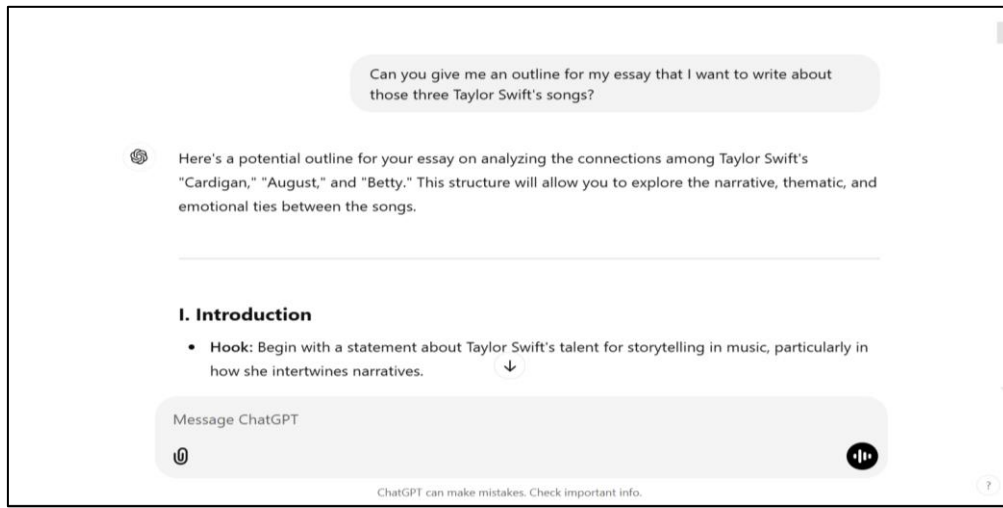 Can you give me an outline for my essay that I want to write about
those three Taylor Swift's songs?
Here's a potential outline for your essay on analyzing the connections among Taylor Swift's
"Cardigan," "August," and "Betty." This structure will allow you to explore the narrative, thematic, and
emotional ties between the songs.
I. Introduction
• Hook: Begin with a statement about Taylor Swift's talent for storytelling in music, particularly in
how she intertwines narratives.
Message ChatGPT
ChatGPT can make mistakes. Check important info.
?